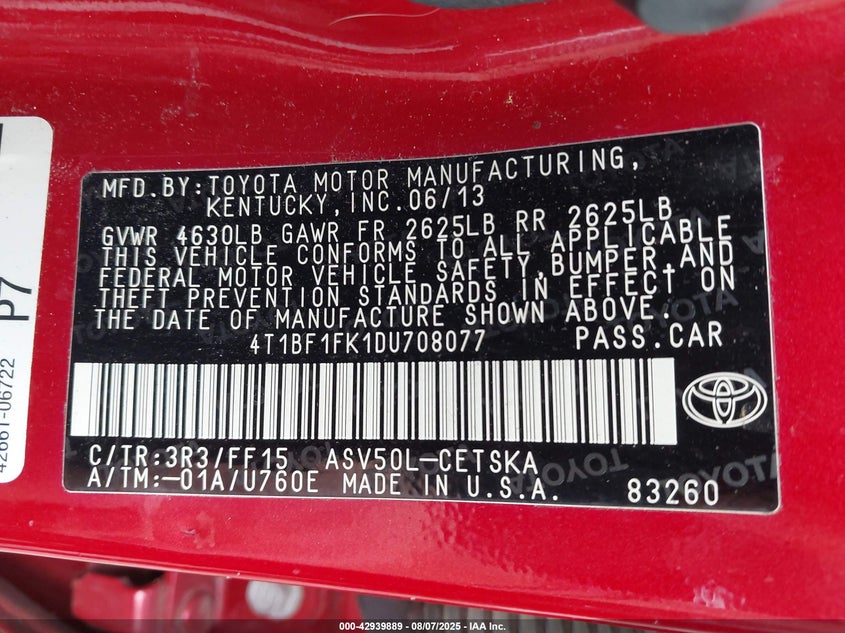 MFD.BY:TOYOTA MOTOR MANUFACTURING,
KENTUCKY,INC.06/13
GVWR 4630LB GAWR FR 2625LB RR 2625LB
THIS VEHICLE CONFORMS TO ALL APPLICABLE
FEDERAL MOTOR VEHICLE SAFETY,BUMPER,AND
THEFT PREVENTION STANDARDS IN EFFECT ON
THE DATE OF MANUFACTURE SHOWN ABOVE.
4T1BF1FK1DU708077 PASS.CAR
C/TR:3R3/FF15 ASV50L-CETSKA
A/TM:-01A/U760E MADE IN U.S.A. 83260
P7
42661-06722
000-42939889 - 08/07/2025 - IAA Inc.